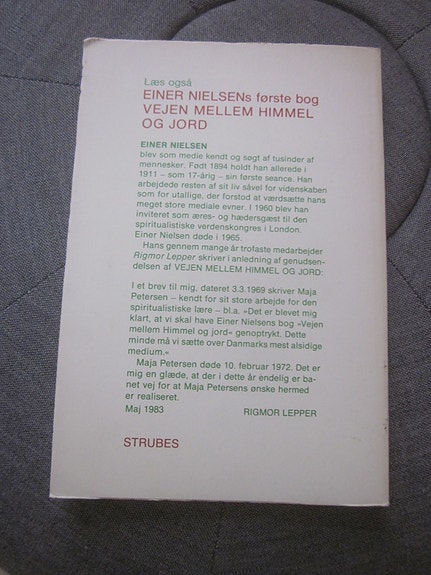 Læs også
EINER NIELSENs første bog
VEJEN MELLEM HIMMEL
OG JORD
EINER NIELSEN
blev som medie kendt og søgt af tusinder af
mennesker. Født 1894 holdt han allerede i
1911 – som 17-årig – sin første seance. Han
arbejdede resten af sit liv såvel for videnskaben
som for utallige, der forstod at værdsætte hans
meget store mediale evner. I 1960 blev han
inviteret som æres- og hædersgæst til den
spiritualistiske verdenskongres i London.
Einer Nielsen døde i 1965.
Hans gennem mange år trofaste medarbejder
Rigmor Lepper skriver i anledning af genudsen-
delsen af VEJEN MELLEM HIMMEL OG JORD:
I et brev til mig, dateret 3.3.1969 skriver Maja
Petersen – kendt for sit store arbejde for den
spiritualistiske lære – bl.a. »Det er blevet mig
klart, at vi skal have Einer Nielsens bog »Vejen
mellem Himmel og jord« genoptrykt. Dette
minde må vi sætte over Danmarks mest alsidige
medium.«
Maja Petersen døde 10. februar 1972. Det er
mig en glæde, at der i dette år endelig er ba-
net vej for at Maja Petersens ønske hermed
er realiseret.
Maj 1983 RIGMOR LEPPER
STRUBES